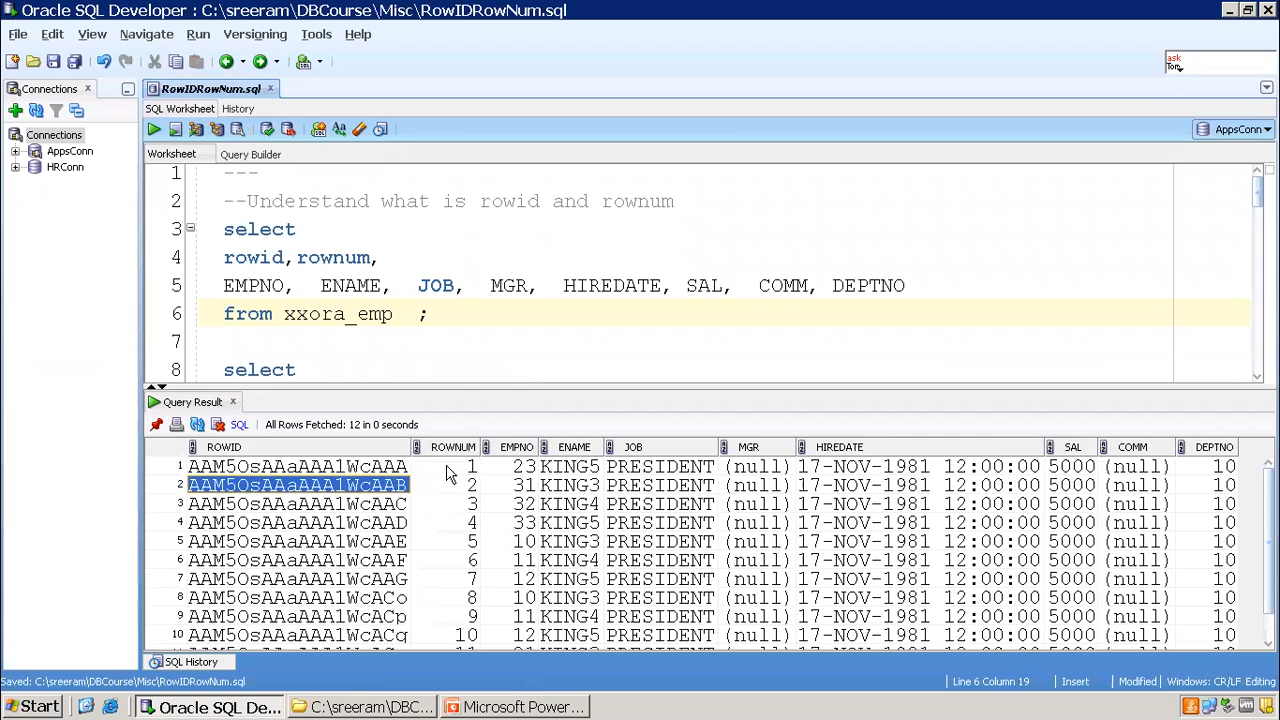 Oracle SQL Developer : C:\sreeram\DBCourse\Misc\RowIDRowNum.sql
File Edit View Navigate Run Versioning Tools Help
ask
Tom
Connections
RowIDRowNum.sql
SQL Worksheet History
AppsConn
Connections
AppsConn
HRConn
Worksheet Query Builder
1 ---
2 --Understand what is rowid and rownum
3 select
4 rowid,rownum,
5 EMPNO, ENAME, JOB, MGR, HIREDATE, SAL, COMM, DEPTNO
6 from xxora_emp ;
7
8 select
Query Result
SQL All Rows Fetched: 12 in 0 seconds
ROWID ROWNUM EMPNO ENAME JOB MGR HIREDATE SAL COMM DEPTNO
1 AAM5OsAAaAAA1WcAAA 1 23 KING5 PRESIDENT (null) 17-NOV-1981 12:00:00 5000 (null) 10
2 AAM5OsAAaAAA1WcAAB 2 31 KING3 PRESIDENT (null) 17-NOV-1981 12:00:00 5000 (null) 10
3 AAM5OsAAaAAA1WcAAC 3 32 KING4 PRESIDENT (null) 17-NOV-1981 12:00:00 5000 (null) 10
4 AAM5OsAAaAAA1WcAAD 4 33 KING5 PRESIDENT (null) 17-NOV-1981 12:00:00 5000 (null) 10
5 AAM5OsAAaAAA1WcAAE 5 10 KING3 PRESIDENT (null) 17-NOV-1981 12:00:00 5000 (null) 10
6 AAM5OsAAaAAA1WcAAF 6 11 KING4 PRESIDENT (null) 17-NOV-1981 12:00:00 5000 (null) 10
7 AAM5OsAAaAAA1WcAAG 7 12 KING5 PRESIDENT (null) 17-NOV-1981 12:00:00 5000 (null) 10
8 AAM5OsAAaAAA1WcACo 8 10 KING3 PRESIDENT (null) 17-NOV-1981 12:00:00 5000 (null) 10
9 AAM5OsAAaAAA1WcACp 9 11 KING4 PRESIDENT (null) 17-NOV-1981 12:00:00 5000 (null) 10
10 AAM5OsAAaAAA1WcACq 10 12 KING5 PRESIDENT (null) 17-NOV-1981 12:00:00 5000 (null) 10
SQL History
Saved: C:\sreeram\DBCourse\Misc\RowIDRowNum.sql Line 6 Column 19 Insert Modified Windows: CR/LF Editing
Start Oracle SQL De... C:\sreeram\DBC... Microsoft Power...